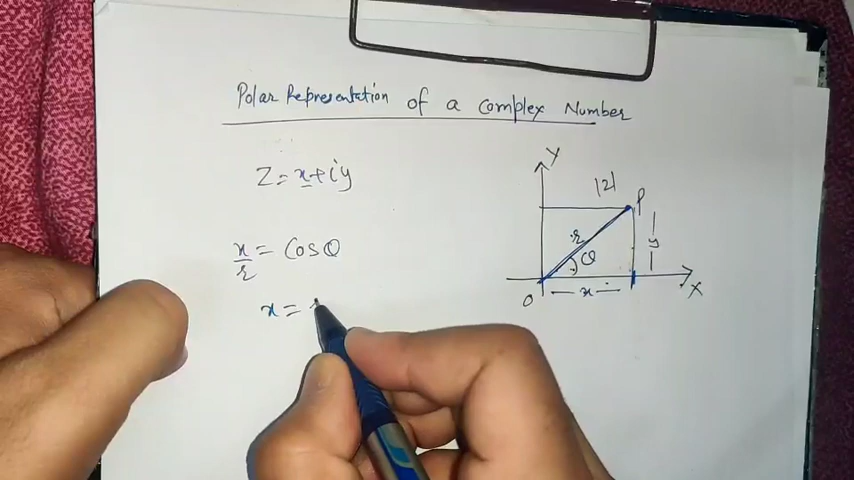 Polar Representation of a Complex Number
Z = x + iy
x/r = Cos θ
x =
Y
|z|
P
r
y
θ
O
x
X